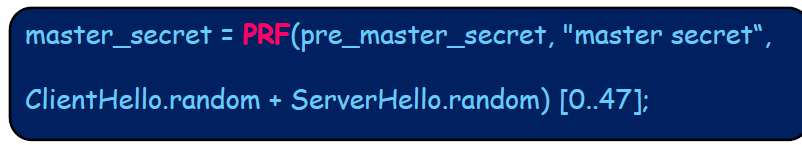 master_secret = PRF(pre_master_secret, "master secret“,
ClientHello.random + ServerHello.random) [0..47];